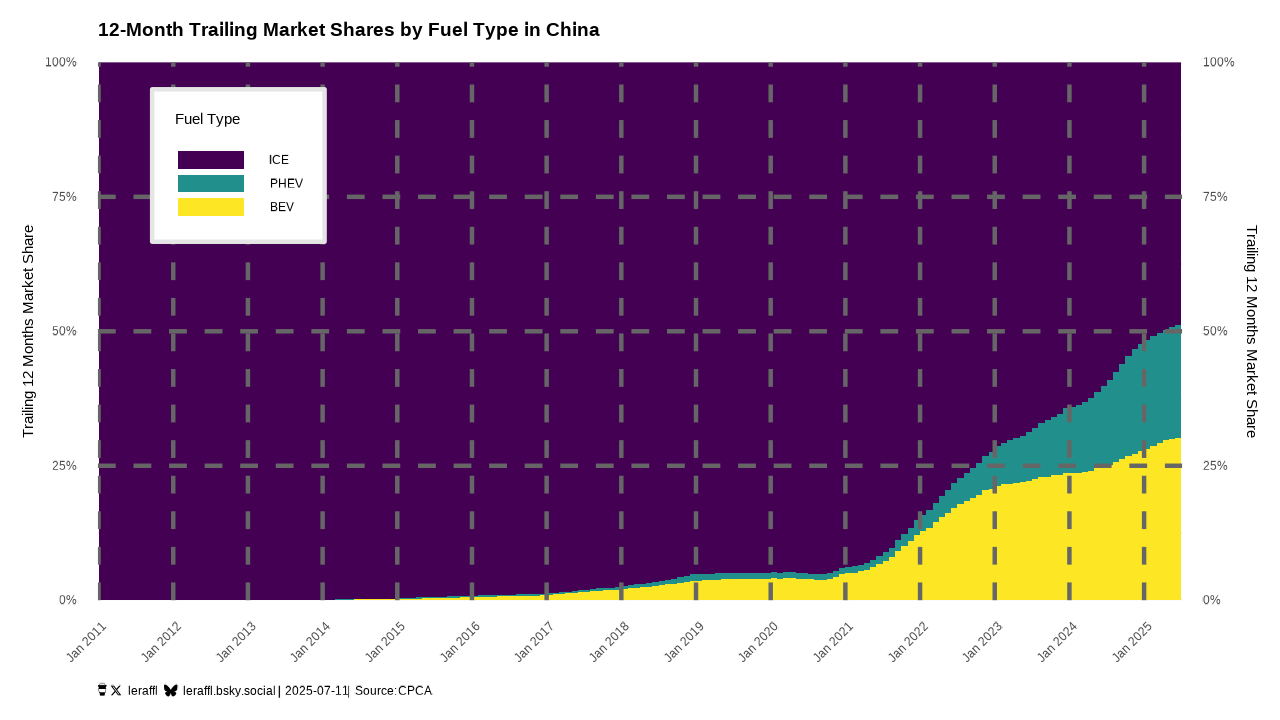 12-Month Trailing Market Shares by Fuel Type in China
100%
75%
50%
25%
0%
Trailing 12 Months Market Share
Fuel Type
ICE
PHEV
BEV
100%
75%
50%
25%
0%
Trailing 12 Months Market Share
Jan 2011
Jan 2012
Jan 2013
Jan 2014
Jan 2015
Jan 2016
Jan 2017
Jan 2018
Jan 2019
Jan 2020
Jan 2021
Jan 2022
Jan 2023
Jan 2024
Jan 2025
leraffl leraffl.bsky.social | 2025-07-11| Source:CPCA